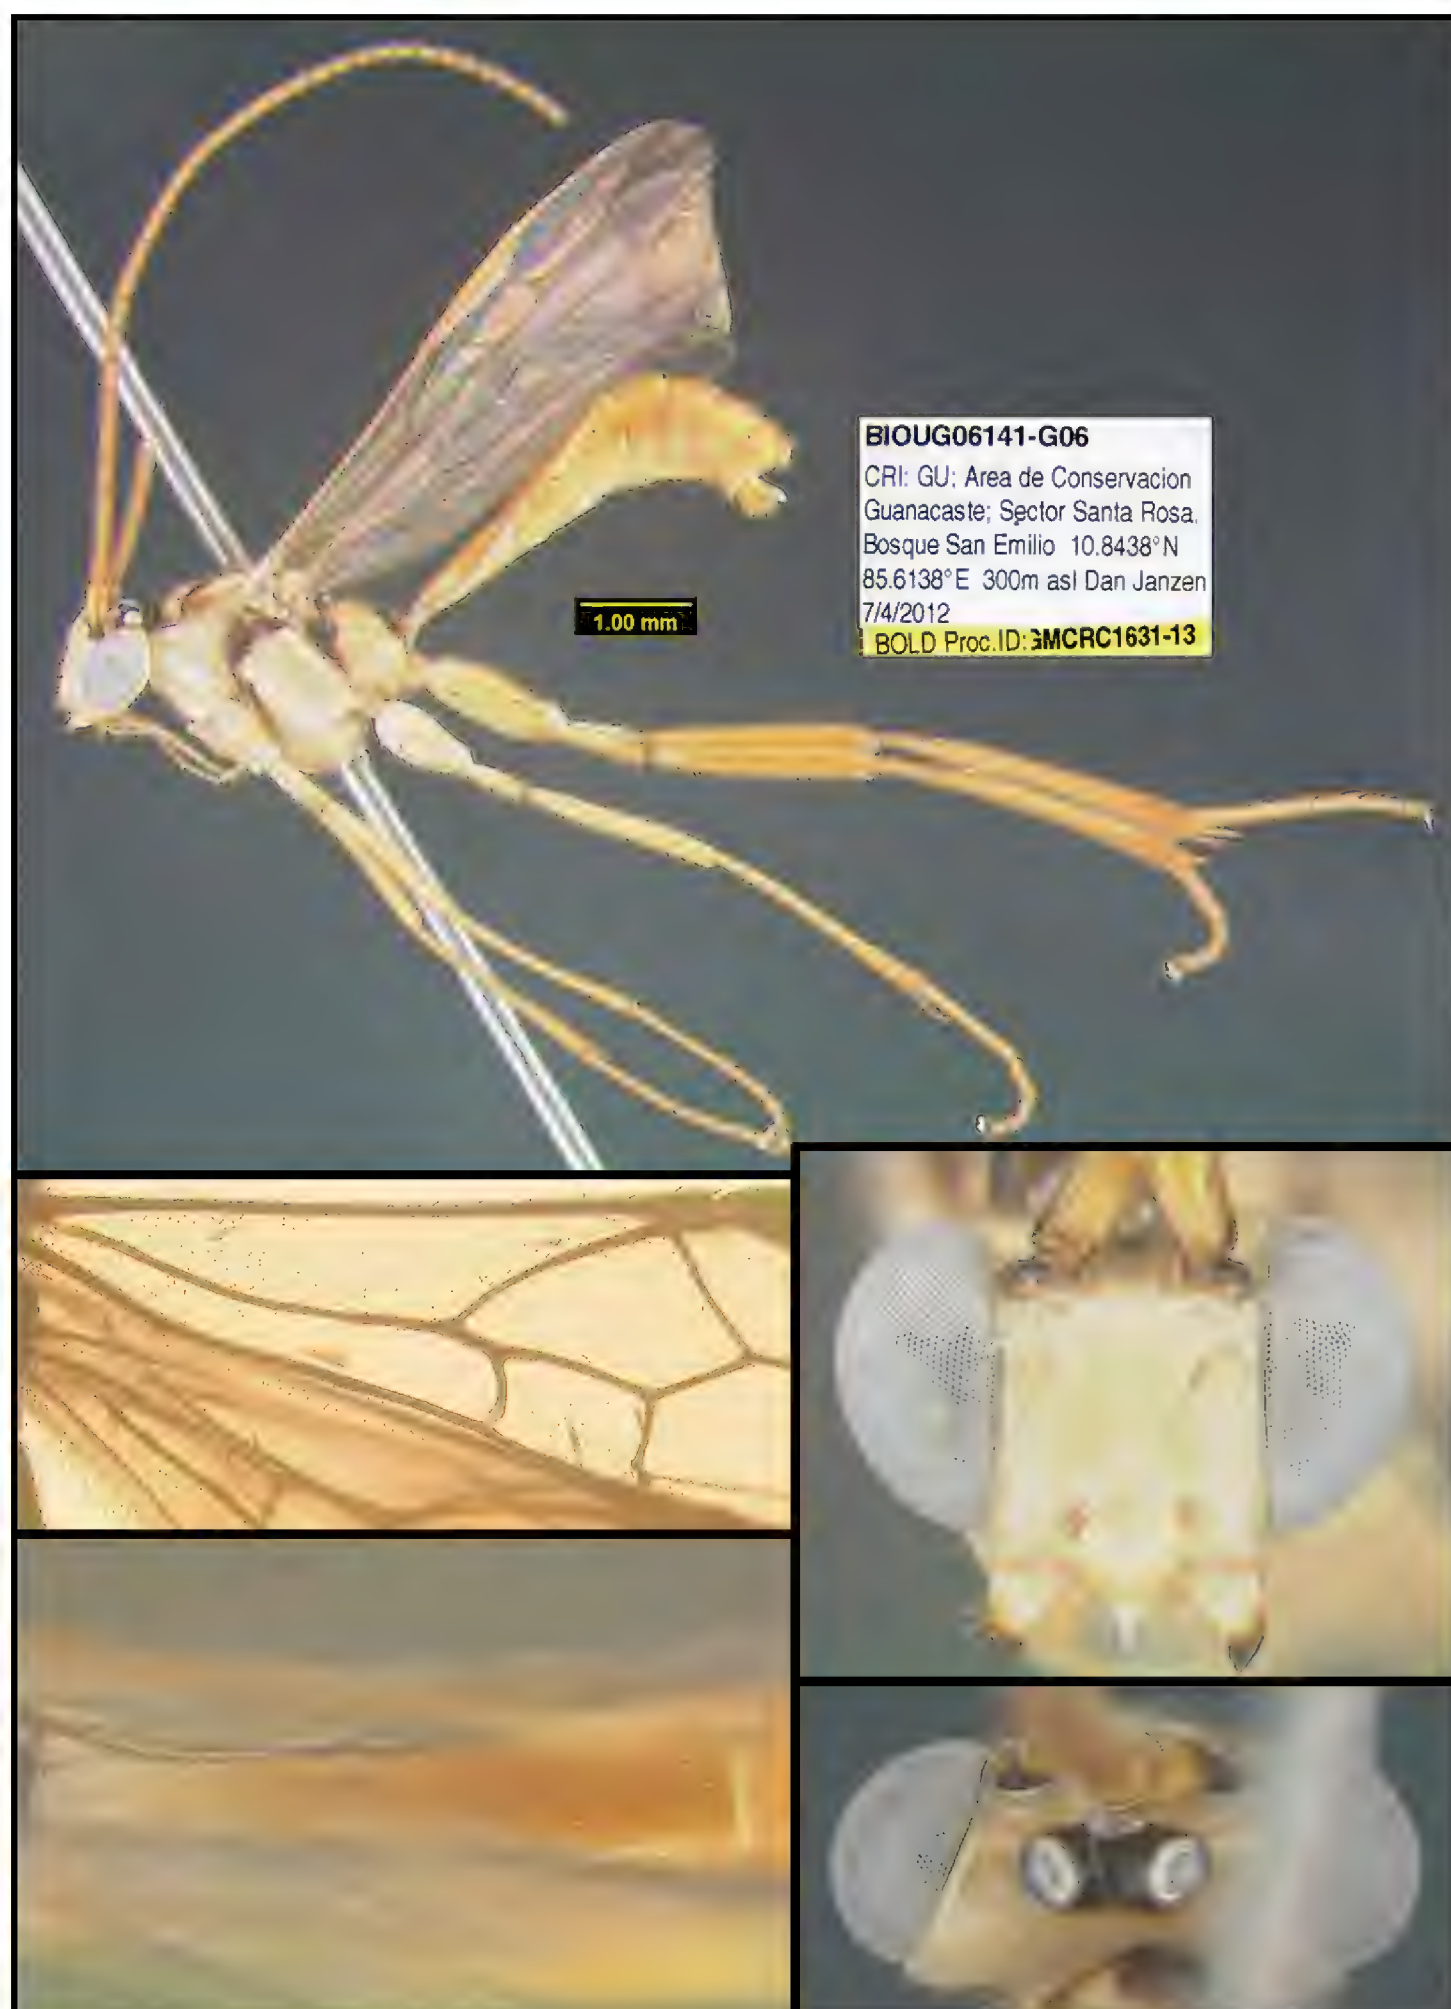 BIOUG06141-G06
CRI: GU: Area de Conservacion
Guanacaste; Sector Santa Rosa,
Bosque San Emilio 10.8438°N
85.6138°E 300m asl Dan Janzen
7/4/2012
BOLD Proc.ID: GMCRC1631-13
1.00 mm